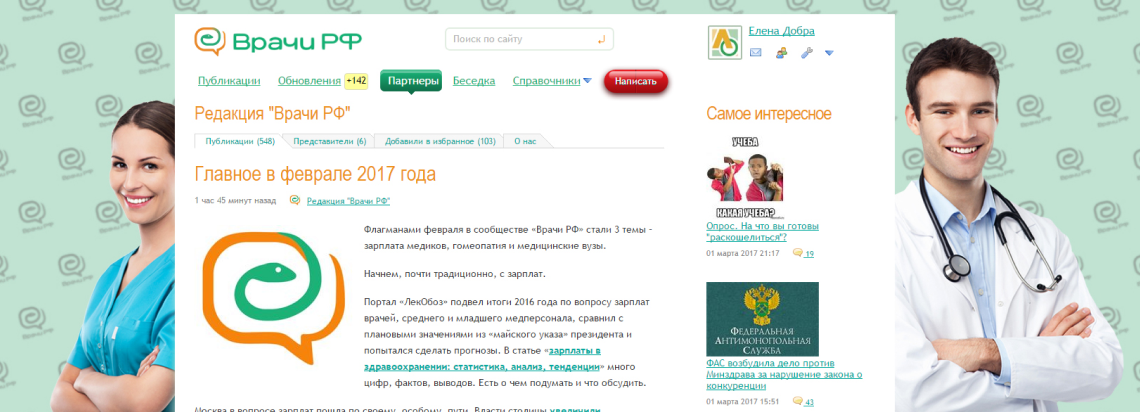 Врачи РФ
Поиск по сайту
Елена Добра
Публикации Обновления +142 Партнеры Беседка Справочники Написать
Редакция "Врачи РФ"
Публикации (548) Представители (6) Добавили в избранное (103) О нас
Главное в феврале 2017 года
1 час 45 минут назад Редакция "Врачи РФ"
Флагманами февраля в сообществе «Врачи РФ» стали 3 темы -
зарплата медиков, гомеопатия и медицинские вузы.
Начнем, почти традиционно, с зарплат.
Портал «ЛекОбоз» подвел итоги 2016 года по вопросу зарплат
врачей, среднего и младшего медперсонала, сравнил с
плановыми значениями из «майского указа» президента и
попытался сделать прогнозы. В статье «зарплаты в
здравоохранении: статистика, анализ, тенденции» много
цифр, фактов, выводов. Есть о чем подумать и что обсудить.
Москва в вопросе зарплат пошла по своему, особому, пути. Власти столицы увеличили
Самое интересное
УЧЕБА
КАКАЯ УЧЕБА?...
Опрос. На что вы готовы
"раскошелиться"?
01 марта 2017 21:17 19
Федеральная
Антимонопольная
Служба
ФАС возбудила дело против
Минздрава за нарушение закона о
конкуренции
01 марта 2017 15:51 43